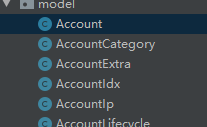 model
C Account
C AccountCategory
C AccountExtra
C AccountIdx
C AccountIp
C AccountLifecycle